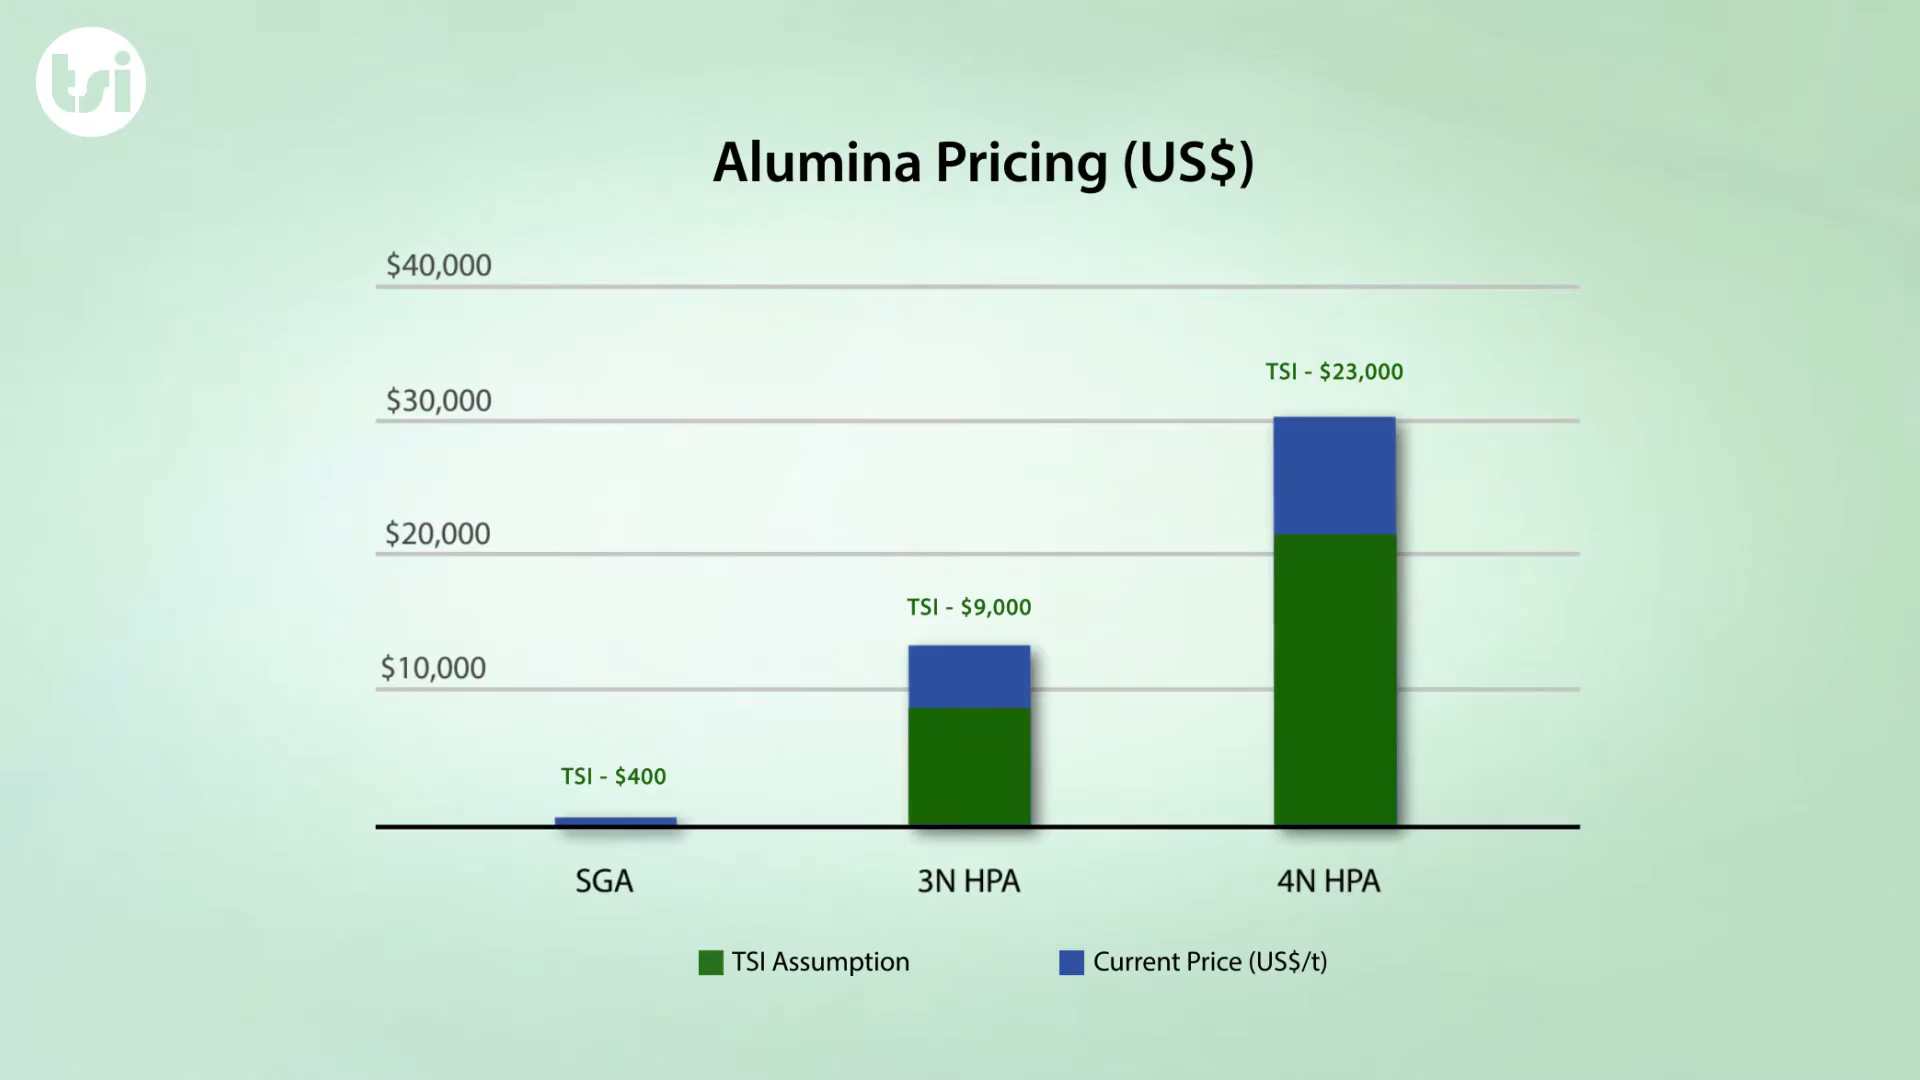 tsi
Alumina Pricing (US$)
$40,000
$30,000
TSI - $23,000
$20,000
TSI - $9,000
$10,000
TSI - $400
SGA
3N HPA
4N HPA
TSI Assumption
Current Price (US$/t)